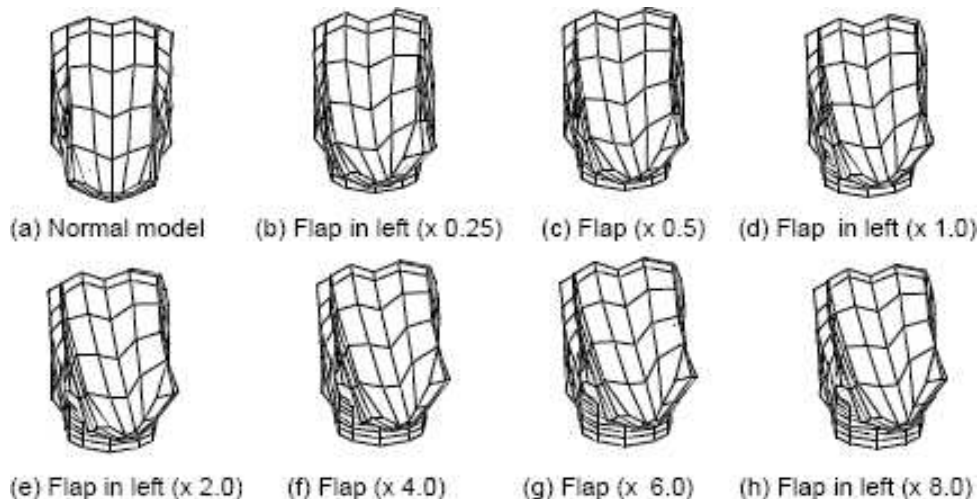 (a) Normal model
(b) Flap in left (x 0.25)
(c) Flap (x 0.5)
(d) Flap in left (x 1.0)
(e) Flap in left (x 2.0)
(f) Flap (x 4.0)
(g) Flap (x 6.0)
(h) Flap in left (x 8.0)